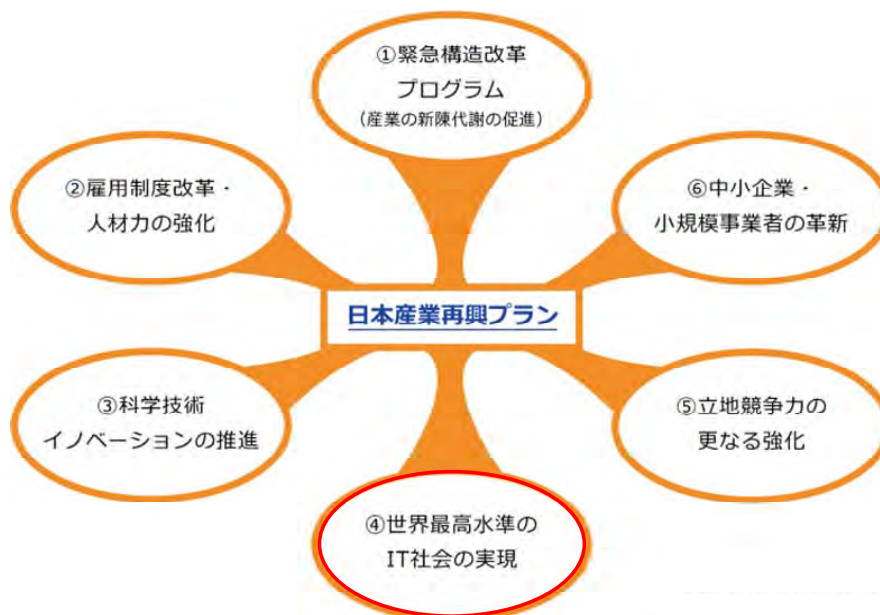 ①緊急構造改革
プログラム
（産業の新陳代謝の促進）
②雇用制度改革・
人材力の強化
⑥中小企業・
小規模事業者の革新
日本産業再興プラン
③科学技術
イノベーションの推進
⑤立地競争力の
更なる強化
④世界最高水準の
IT社会の実現